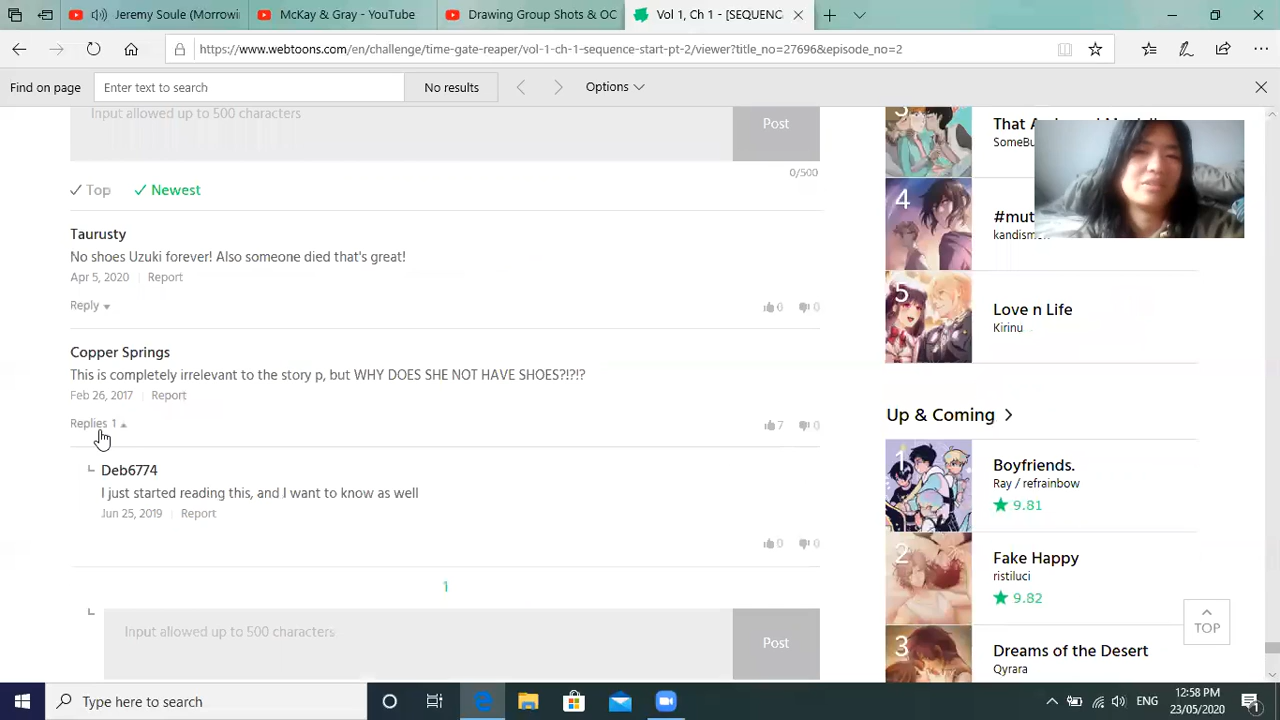 Jeremy Soule (Morrowi
McKay & Gray - YouTube
Drawing Group Shots & OC
Vol 1, Ch 1 - [SEQUENC
https://www.webtoons.com/en/challenge/time-gate-reaper/vol-1-ch-1-sequence-start-pt-2/viewer?title_no=27696&episode_no=2
Find on page
Enter text to search
No results
Options
Input allowed up to 500 characters
Post
0/500
Top
Newest
Taurusty
No shoes Uzuki forever! Also someone died that's great!
Apr 5, 2020
Report
Reply
0
Copper Springs
This is completely irrelevant to the story p, but WHY DOES SHE NOT HAVE SHOES?!?!?
Feb 26, 2017
Report
Replies 1
7
0
Deb6774
I just started reading this, and I want to know as well
Jun 25, 2019
Report
0
0
1
Input allowed up to 500 characters
Post
3
That
SomeBu
4
#mut
5
Love n Life
Kirinu
Up & Coming
1
Boyfriends.
Ray / refrainbow
9.81
2
Fake Happy
ristiluci
9.82
3
Dreams of the Desert
Qyrara
TOP
Type here to search
ENG
12:58 PM
23/05/2020
1